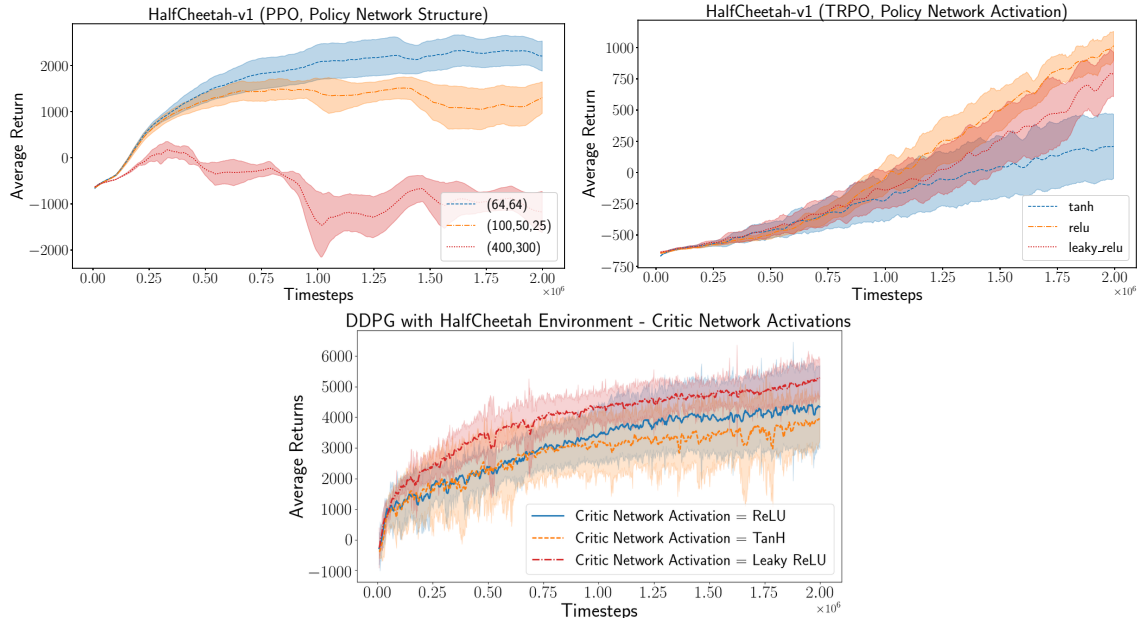 HalfCheetah-v1 (PPO, Policy Network Structure)
Average Return
2000
1000
0
−1000
−2000
(64,64)
(100,50,25)
(400,300)
0.00 0.25 0.50 0.75 1.00 1.25 1.50 1.75 2.00
Timesteps
×10⁶
HalfCheetah-v1 (TRPO, Policy Network Activation)
Average Return
1000
750
500
250
0
−250
−500
−750
tanh
relu
leaky_relu
0.00 0.25 0.50 0.75 1.00 1.25 1.50 1.75 2.00
Timesteps
×10⁶
DDPG with HalfCheetah Environment - Critic Network Activations
Average Returns
6000
5000
4000
3000
2000
1000
0
−1000
Critic Network Activation = ReLU
Critic Network Activation = TanH
Critic Network Activation = Leaky ReLU
0.00 0.25 0.50 0.75 1.00 1.25 1.50 1.75 2.00
Timesteps
×10⁶